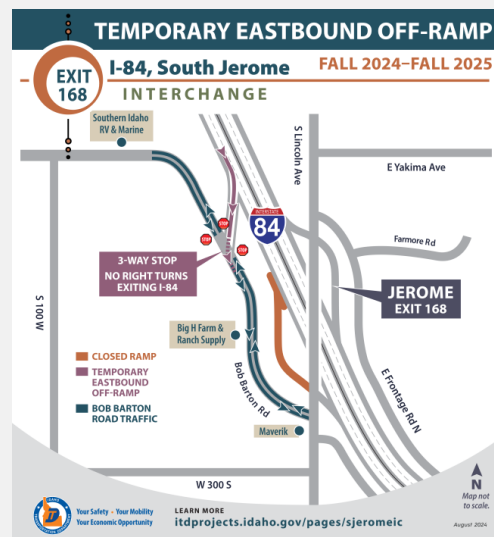 TEMPORARY EASTBOUND OFF-RAMP
EXIT
168
I-84, South Jerome
FALL 2024–FALL 2025
INTERCHANGE
Southern Idaho
RV & Marine
S Lincoln Ave
E Yakima Ave
INTERSTATE
84
STOP
STOP
STOP
Farmore Rd
3-WAY STOP
NO RIGHT TURNS
EXITING I-84
JEROME
EXIT 168
S 100 W
Big H Farm &
Ranch Supply
CLOSED RAMP
TEMPORARY
EASTBOUND
OFF-RAMP
BOB BARTON
ROAD TRAFFIC
Bob Barton Rd
E Frontage Rd N
Maverik
W 300 S
N
Map not
to scale.
Your Safety • Your Mobility
Your Economic Opportunity
LEARN MORE
itdprojects.idaho.gov/pages/sjeromeic
August 2024